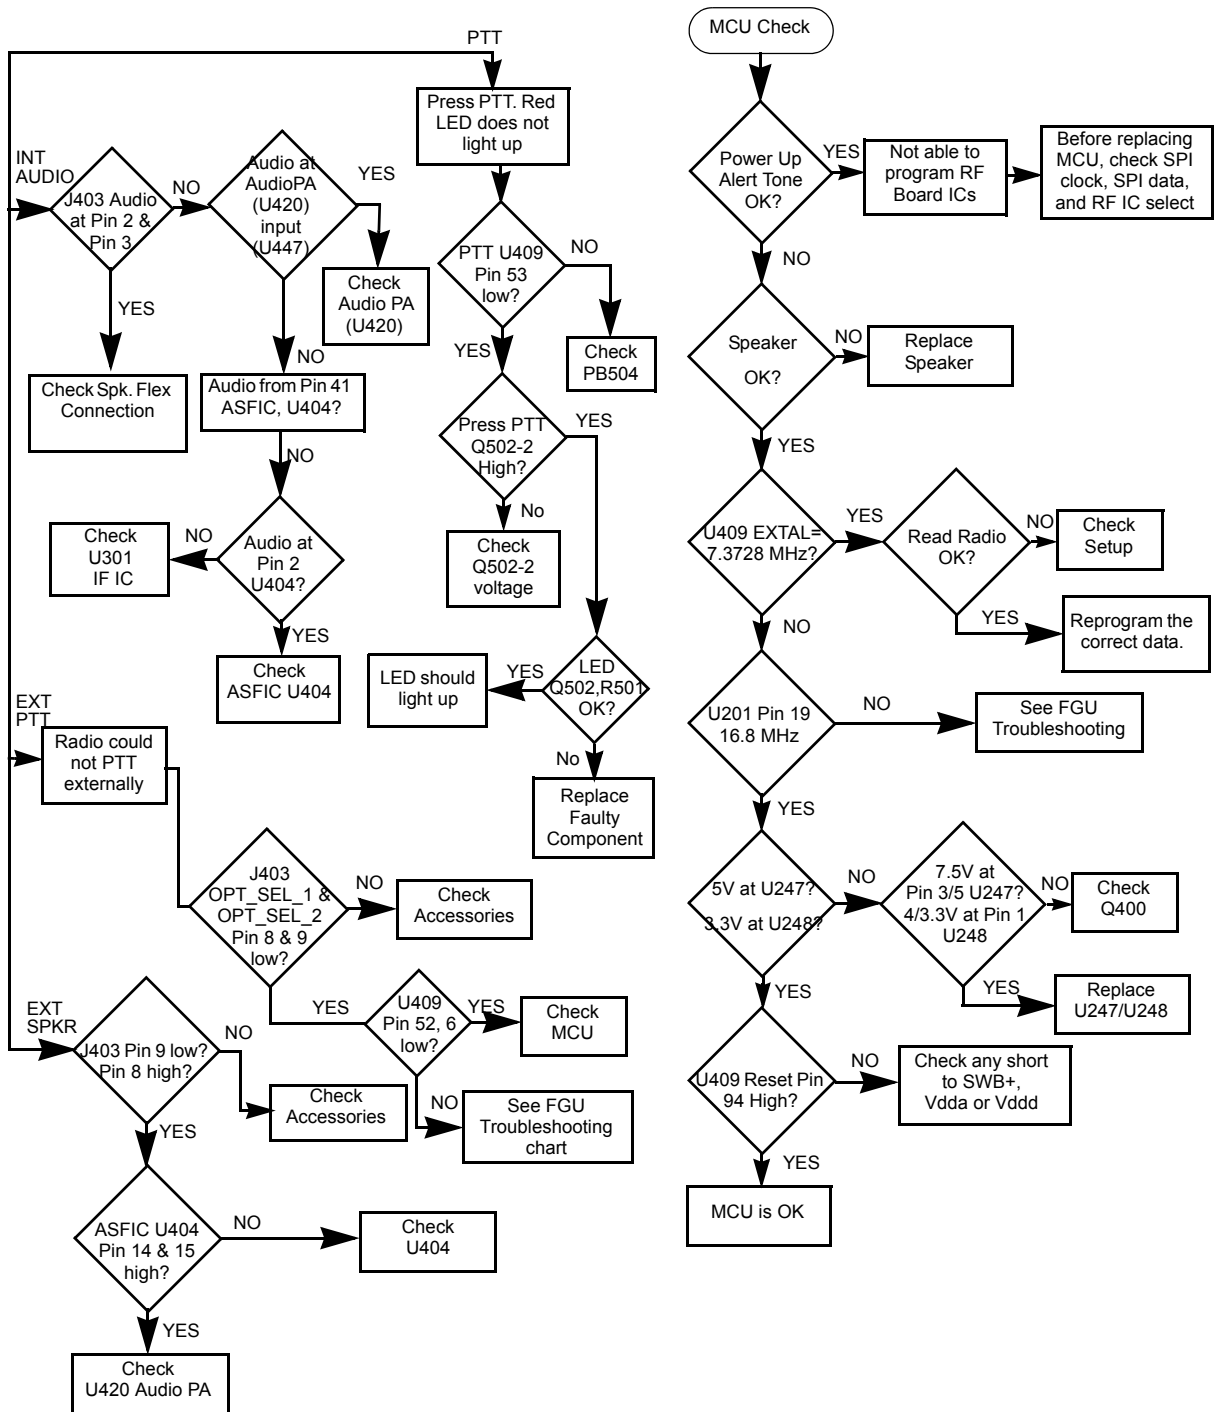 PTT
Press PTT. Red
LED does not
light up
INT
AUDIO
J403 Audio
at Pin 2 &
Pin 3
NO
Audio at
AudioPA
(U420)
input
(U447)
YES
Check
Audio PA
(U420)
YES
Check Spk. Flex
Connection
NO
Audio from Pin 41
ASFIC, U404?
NO
Audio at
Pin 2
U404?
NO
Check
U301
IF IC
YES
Check
ASFIC U404
PTT U409
Pin 53
low?
NO
Check
PB504
YES
Press PTT
Q502-2
High?
YES
No
Check
Q502-2
voltage
LED
Q502,R501
OK?
YES
LED should
light up
No
Replace
Faulty
Component
EXT
PTT
Radio could
not PTT
externally
J403
OPT_SEL_1 &
OPT_SEL_2
Pin 8 & 9
low?
NO
Check
Accessories
YES
U409
Pin 52, 6
low?
YES
Check
MCU
NO
See FGU
Troubleshooting
chart
EXT
SPKR
J403 Pin 9 low?
Pin 8 high?
NO
Check
Accessories
YES
ASFIC U404
Pin 14 & 15
high?
NO
Check
U404
YES
Check
U420 Audio PA
MCU Check
Power Up
Alert Tone
OK?
YES
Not able to
program RF
Board ICs
Before replacing
MCU, check SPI
clock, SPI data,
and RF IC select
NO
Speaker
OK?
NO
Replace
Speaker
YES
U409 EXTAL=
7.3728 MHz?
YES
Read Radio
OK?
NO
Check
Setup
YES
Reprogram the
correct data.
NO
U201 Pin 19
16.8 MHz
NO
See FGU
Troubleshooting
YES
5V at U247?
3.3V at U248?
NO
7.5V at
Pin 3/5 U247?
4/3.3V at Pin 1
U248
NO
Check
Q400
YES
Replace
U247/U248
YES
U409 Reset Pin
94 High?
NO
Check any short
to SWB+,
Vdda or Vddd
YES
MCU is OK